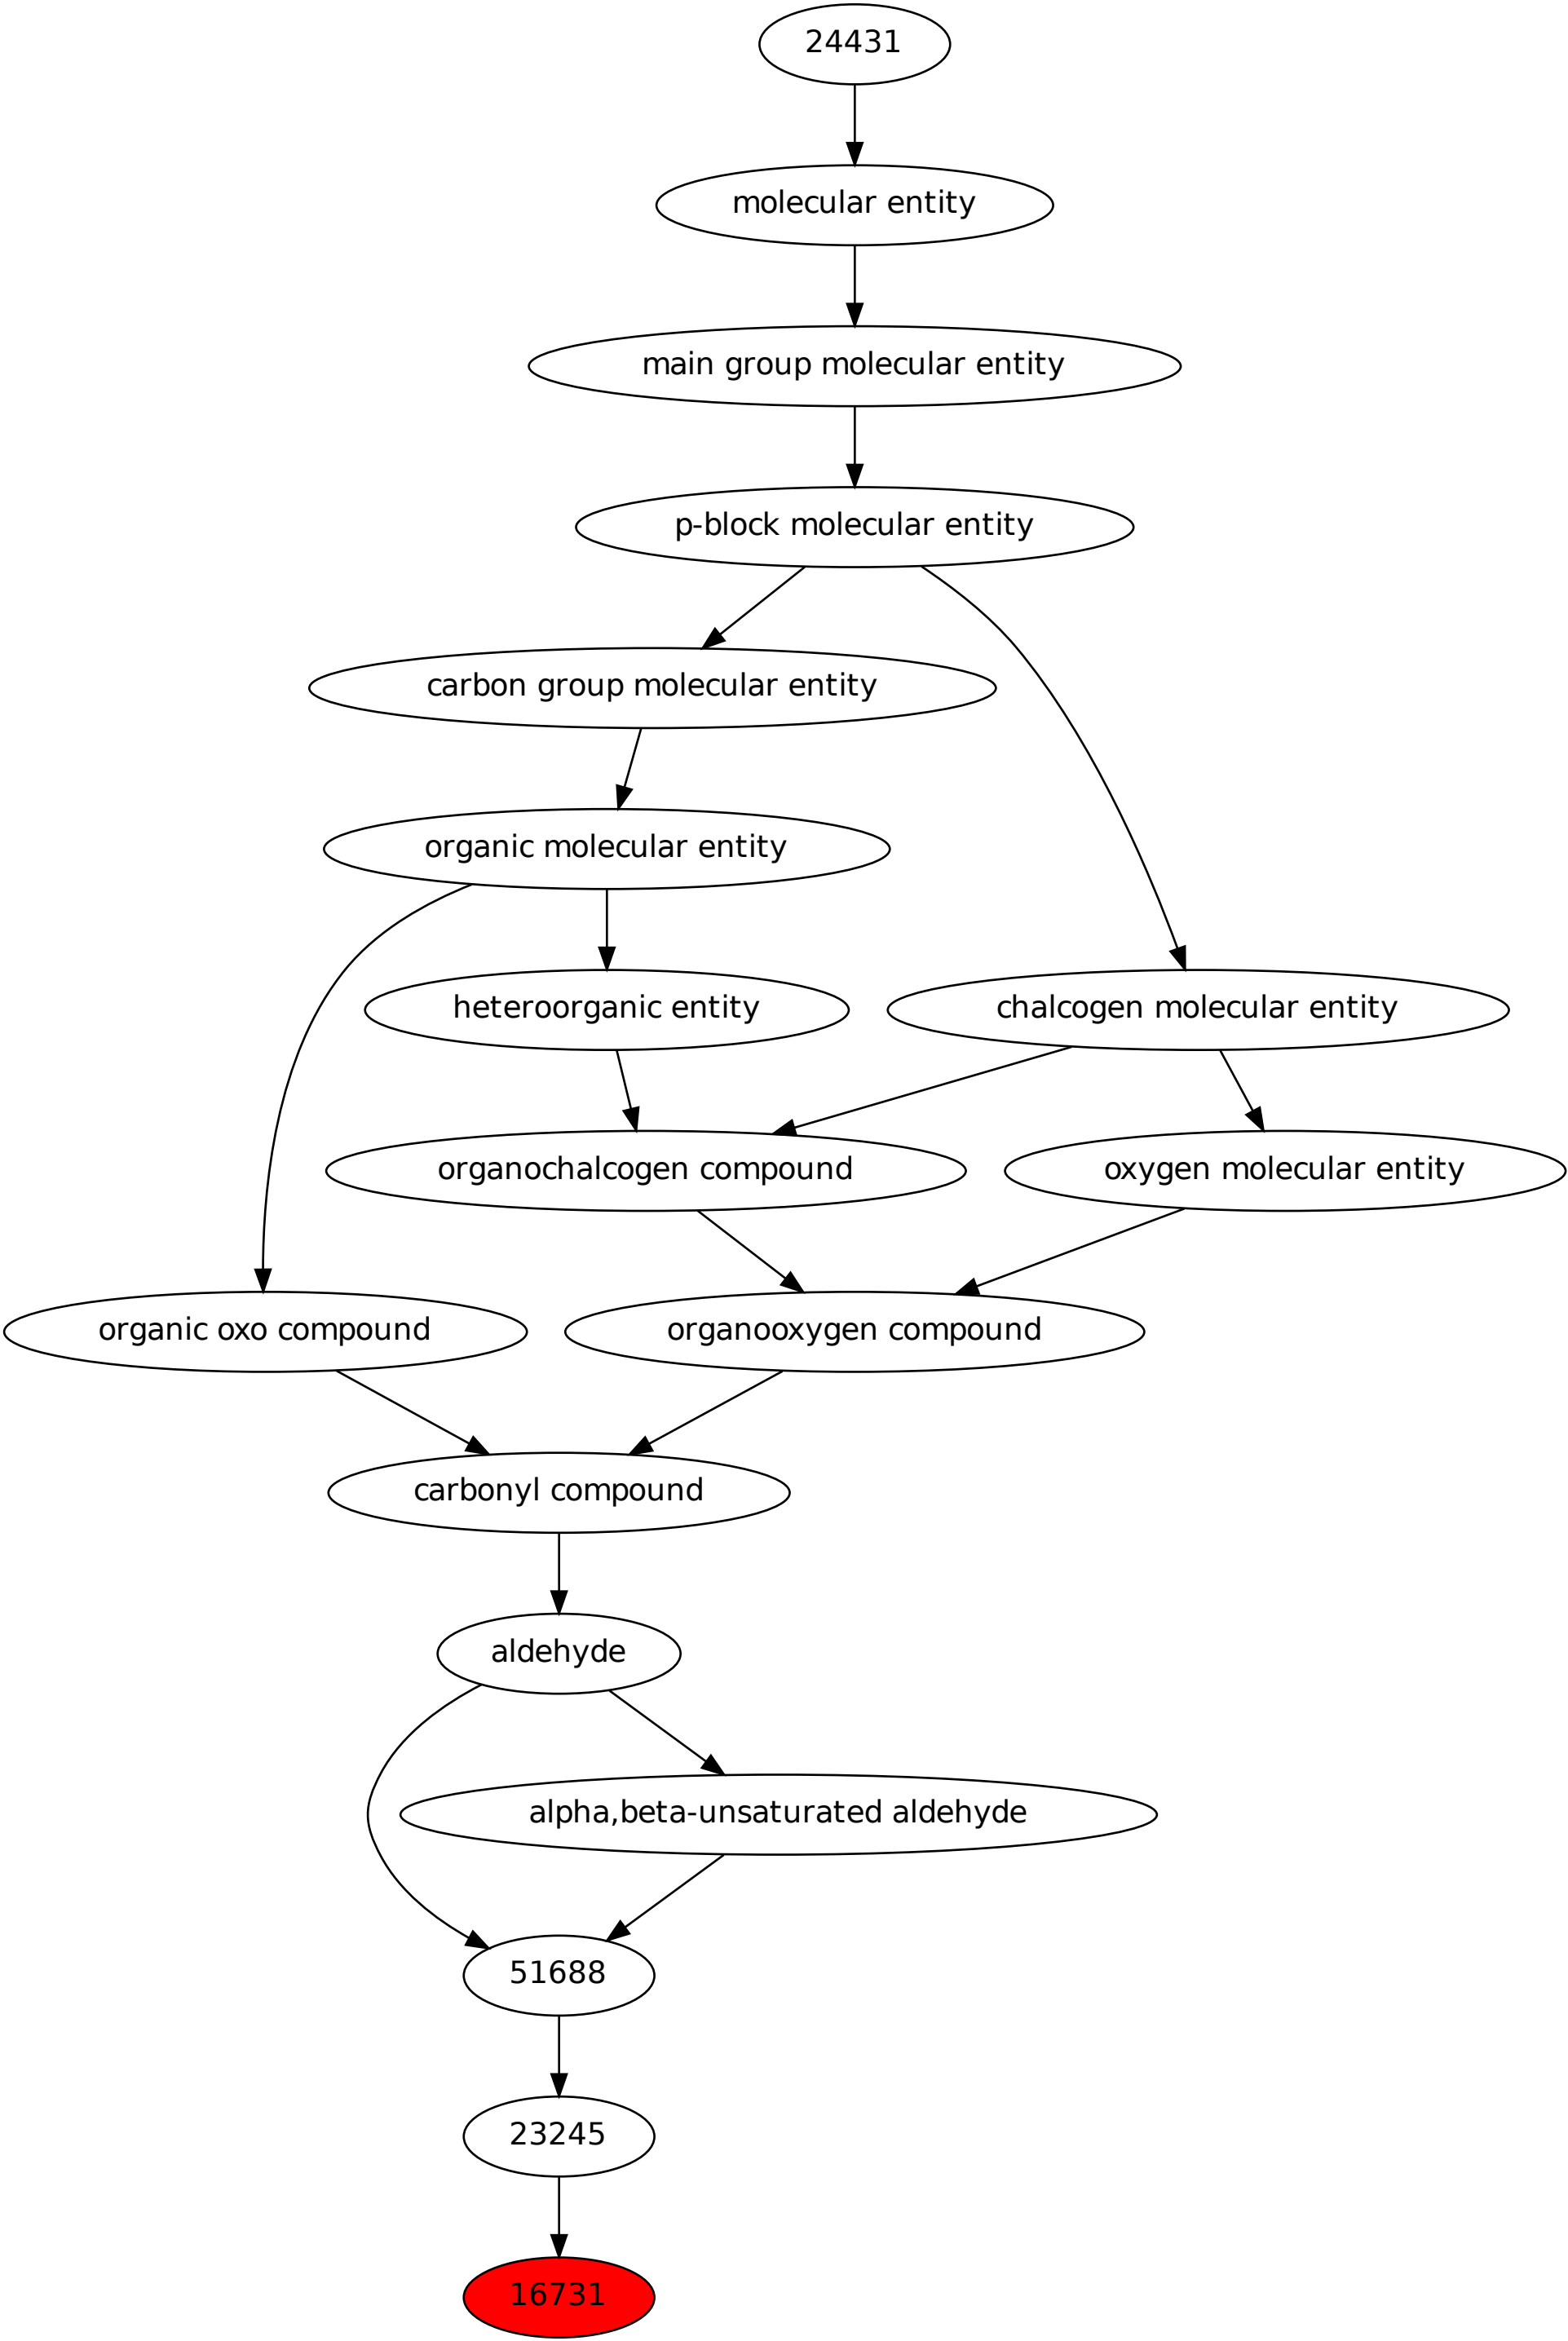 24431
molecular entity
main group molecular entity
p-block molecular entity
carbon group molecular entity
organic molecular entity
heteroorganic entity
chalcogen molecular entity
organochalcogen compound
oxygen molecular entity
organic oxo compound
organooxygen compound
carbonyl compound
aldehyde
alpha,beta-unsaturated aldehyde
51688
23245
16731